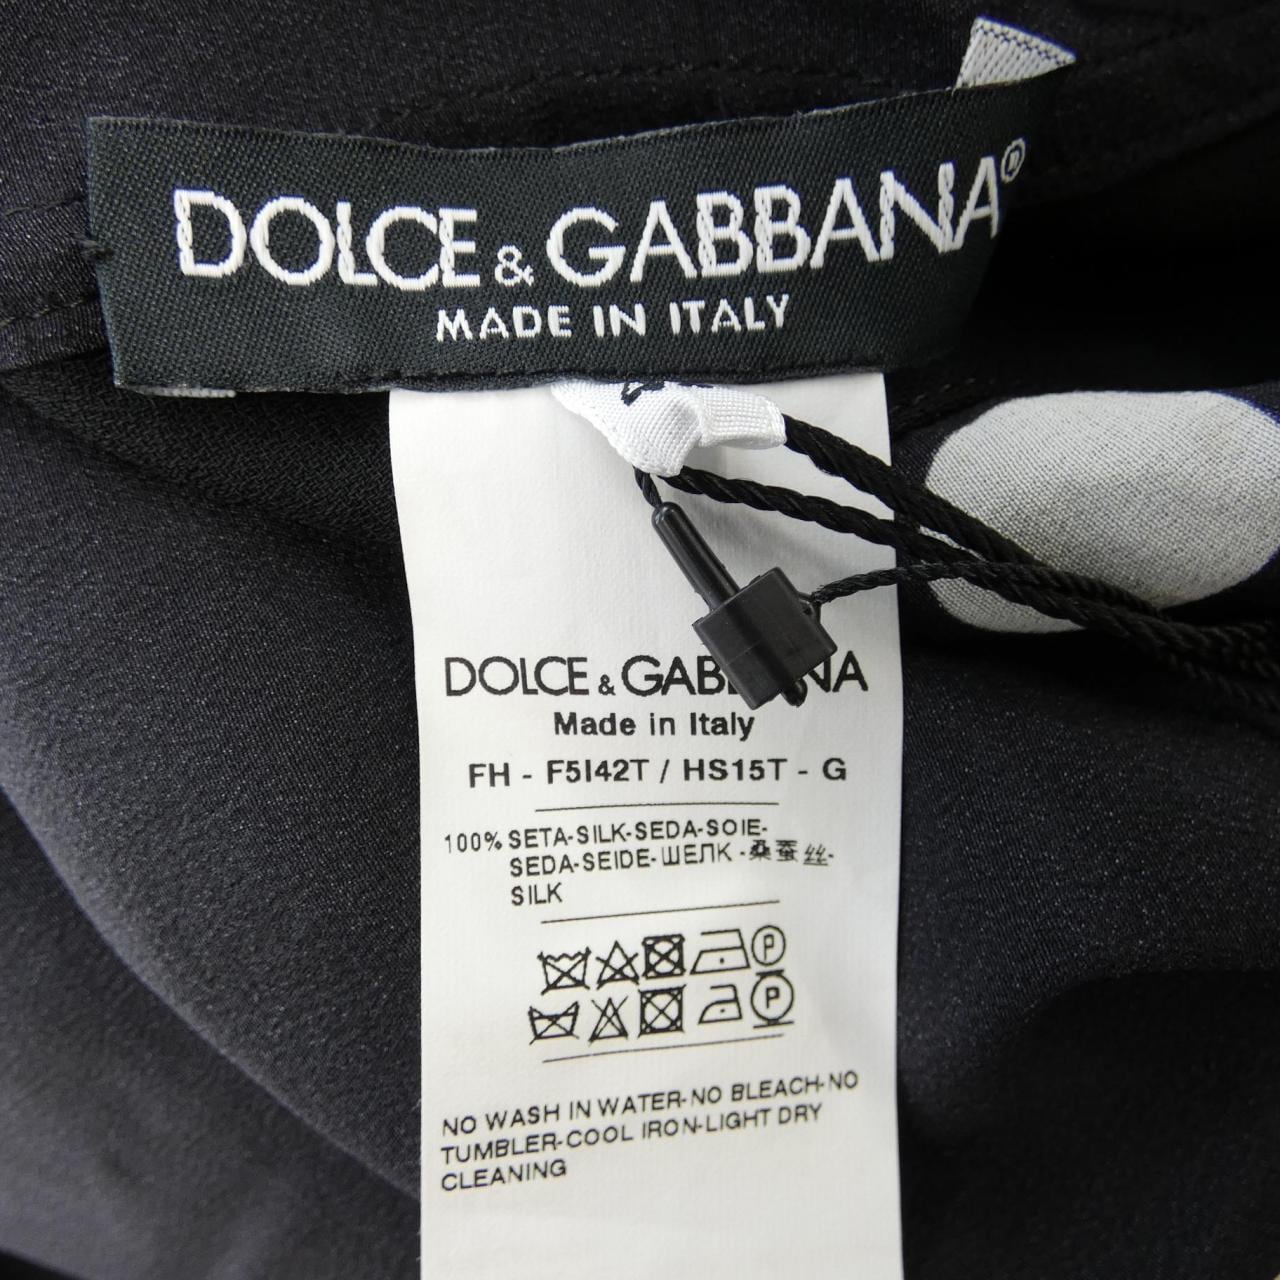 DOLCE & GABBANA®
MADE IN ITALY
DOLCE & GABBANA
Made in Italy
FH - F5I42T / HS15T - G
100% SETA-SILK-SEDA-SOIE-
SEDA-SEIDE-ШЕЛК-桑蚕丝-
SILK
P
P
NO WASH IN WATER-NO BLEACH-NO
TUMBLER-COOL IRON-LIGHT DRY
CLEANING